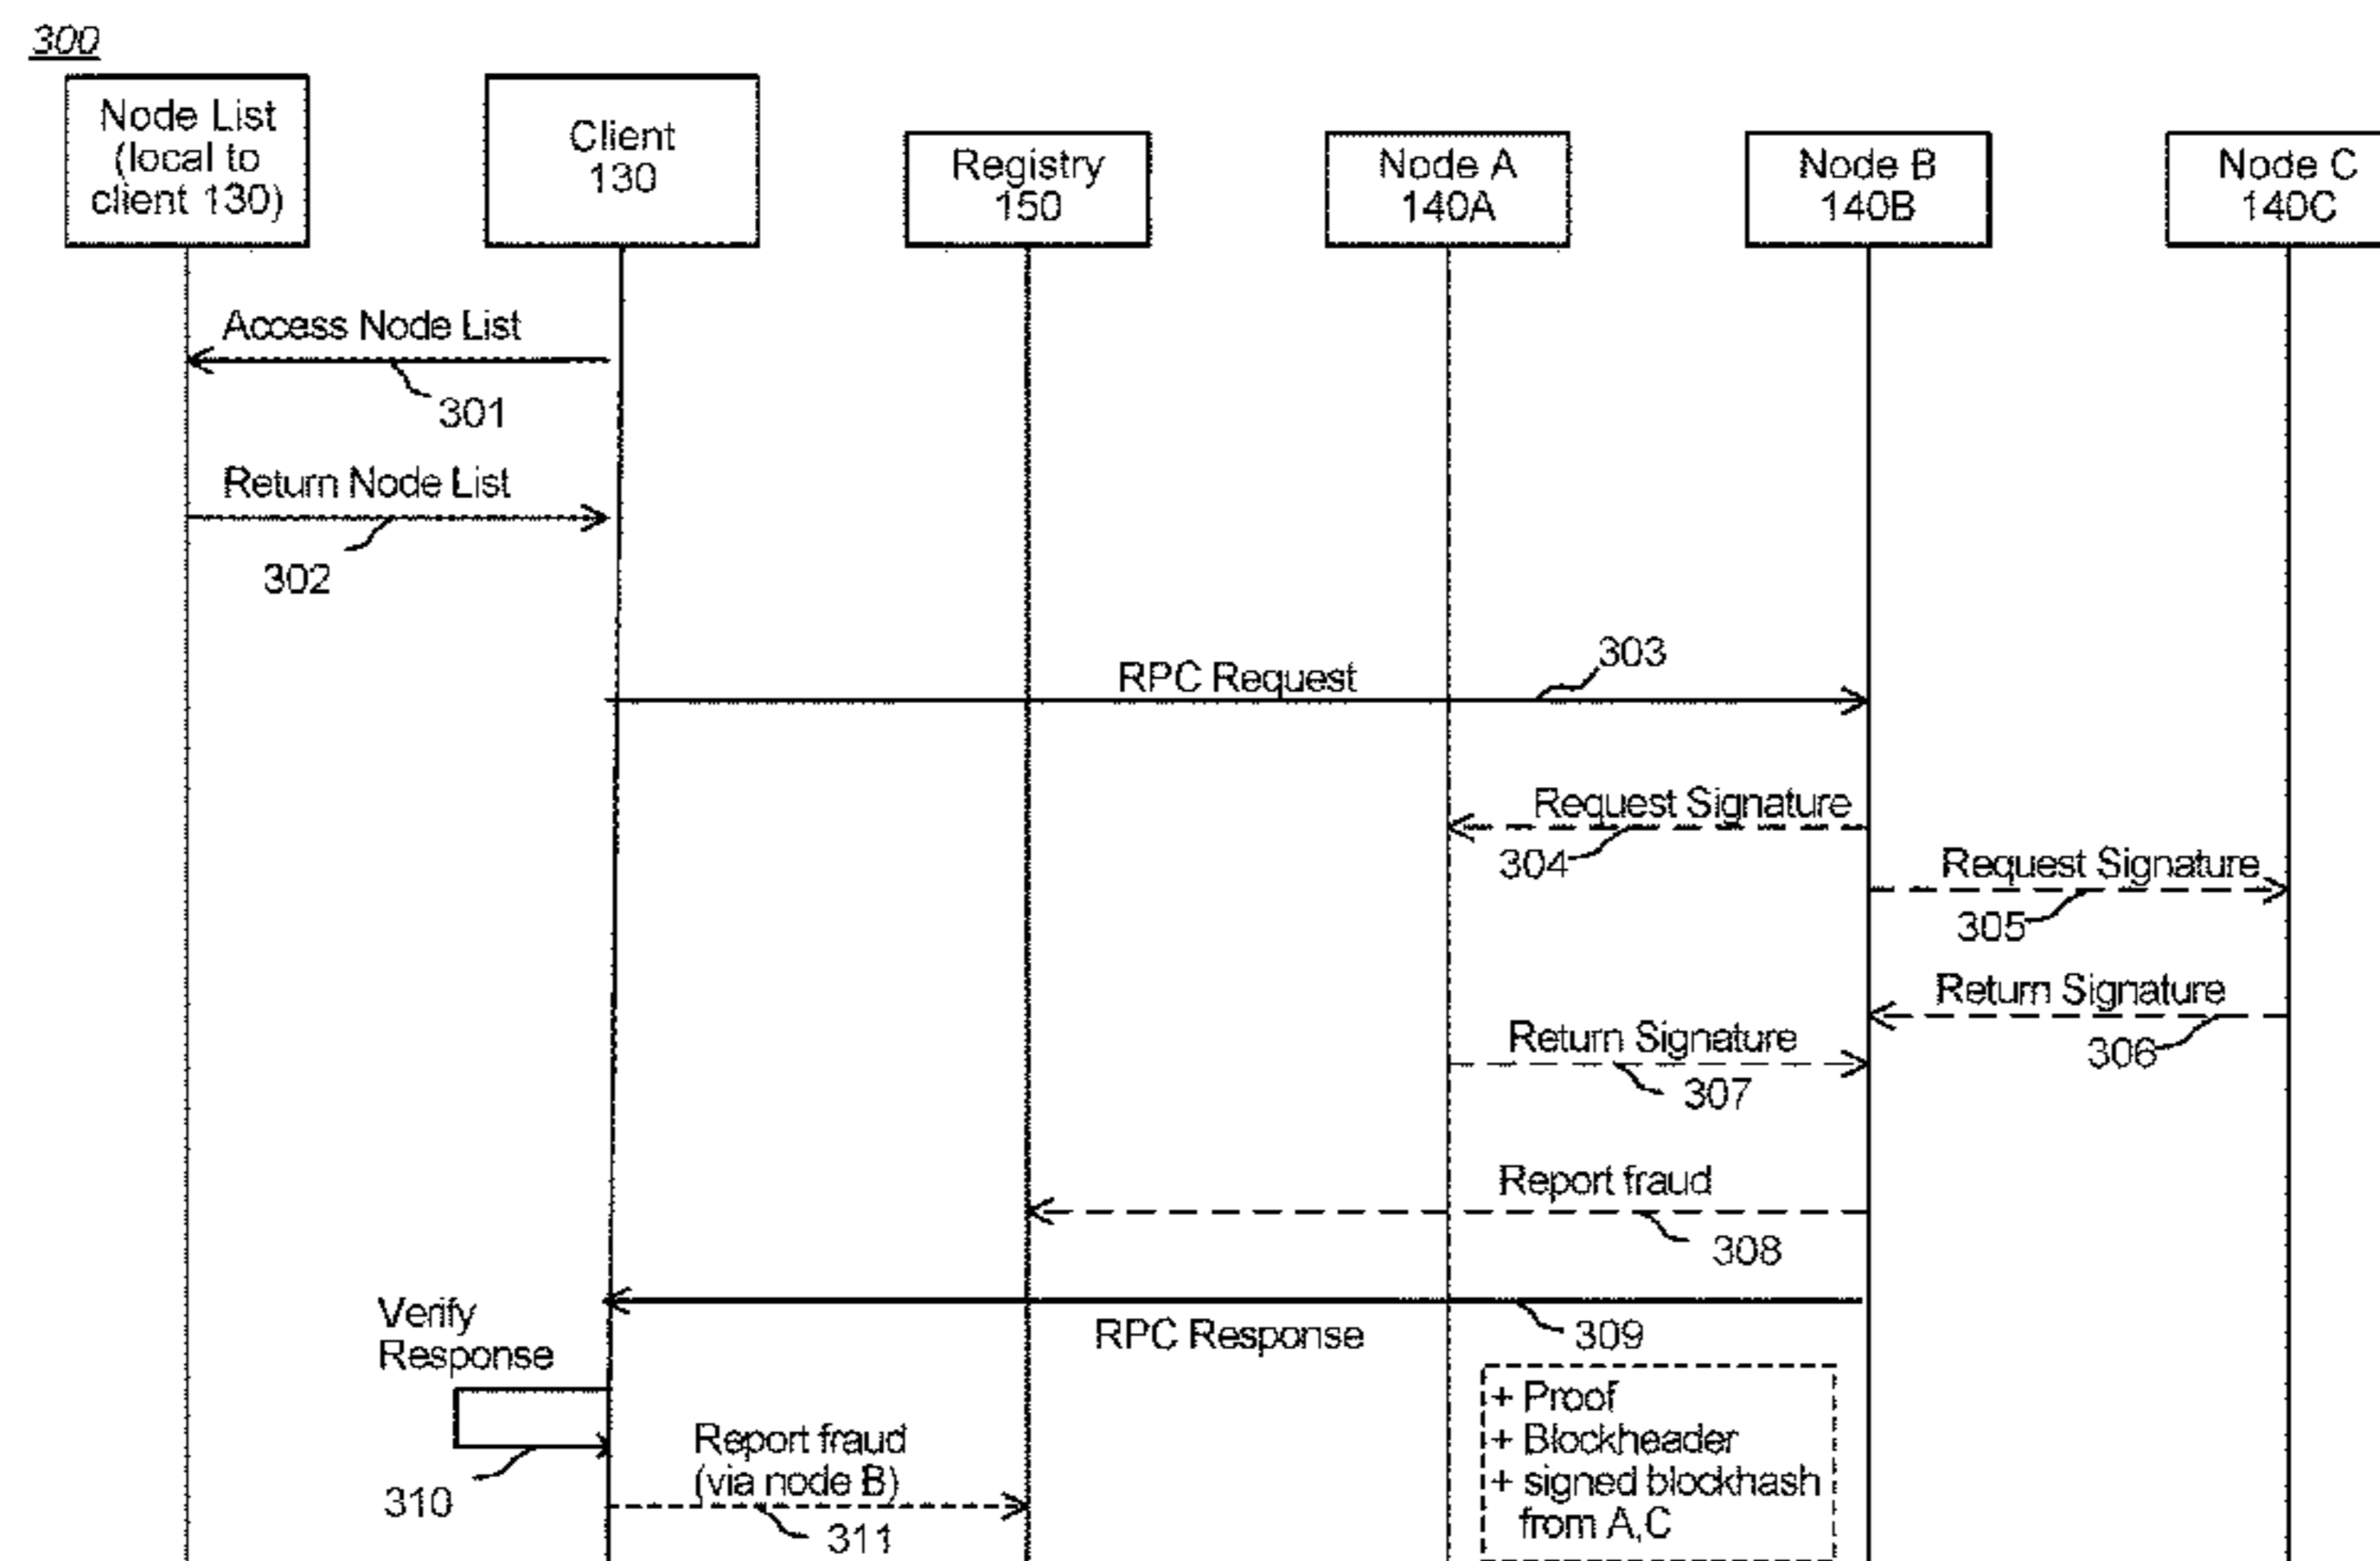 300
Node List
(local to
client 130)
Client
130
Registry
150
Node A
140A
Node B
140B
Node C
140C
Access Node List
301
Return Node List
302
RPC Request
303
Request Signature
304
Request Signature
305
Return Signature
306
Return Signature
307
Report fraud
308
RPC Response
309
Verify
Response
310
Report fraud
(via node B)
311
+ Proof
+ Blockheader
+ signed blockhash
from A,C